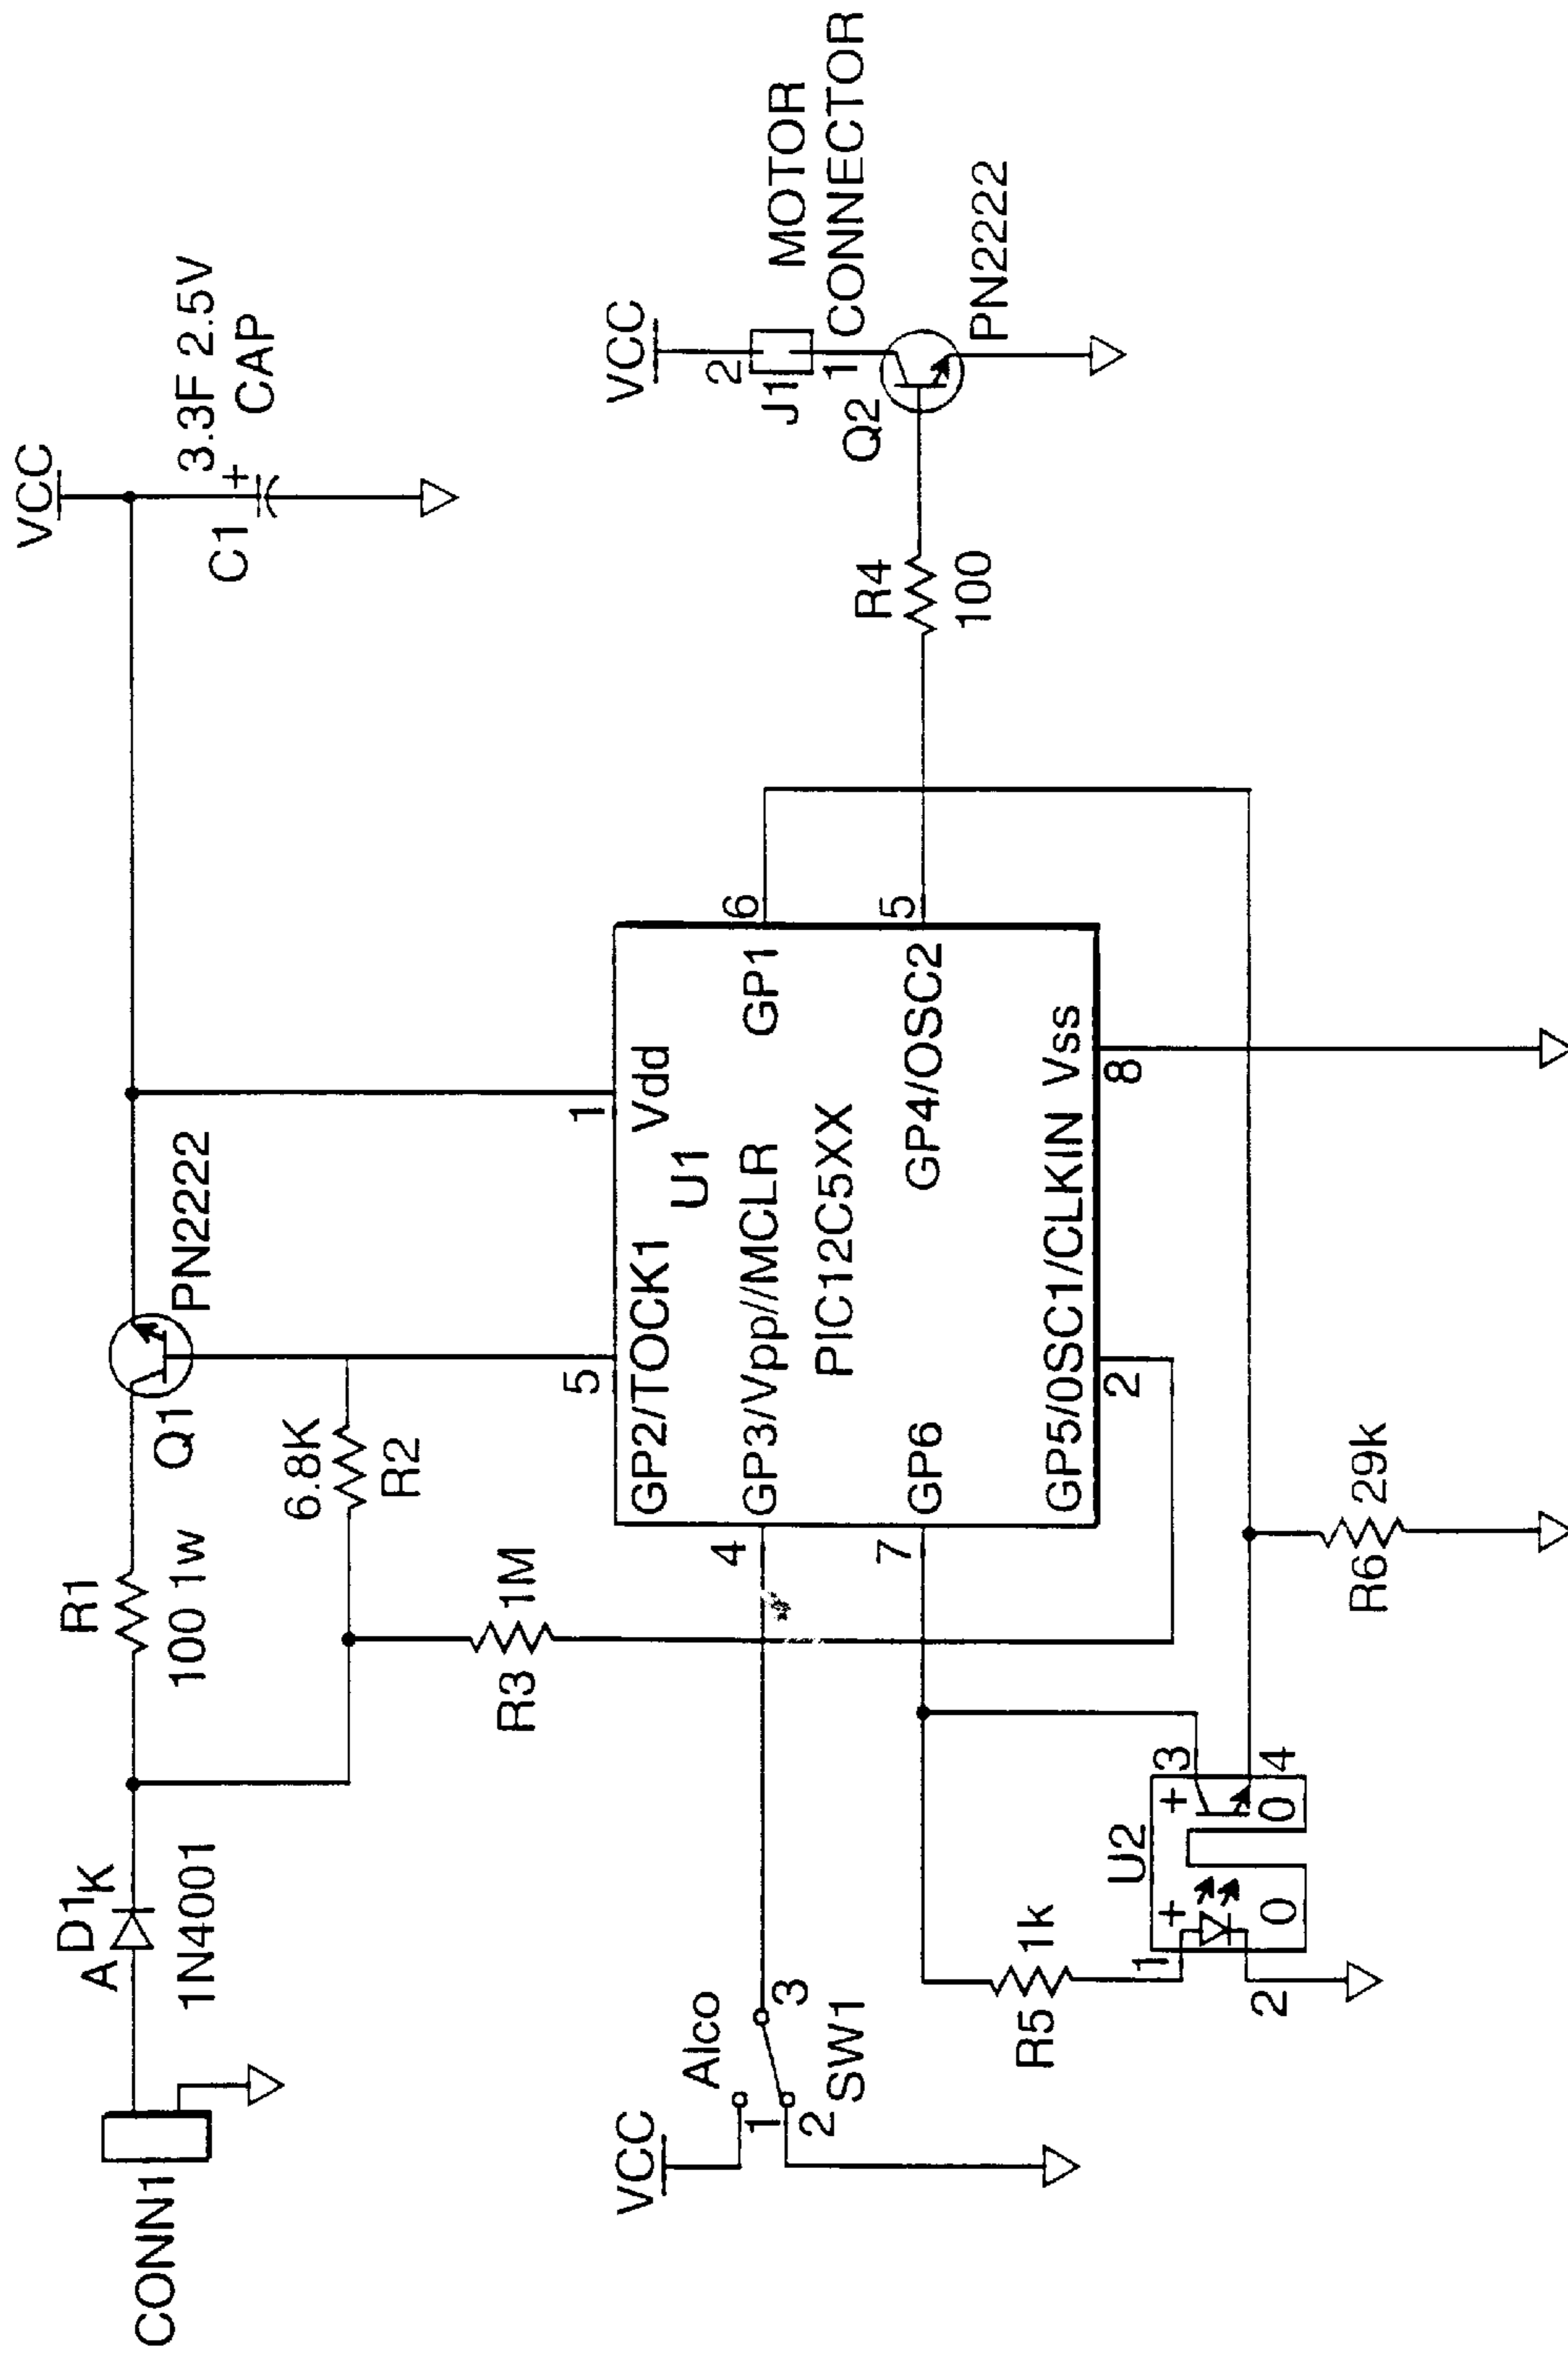 CONN1
A
D1
K
1N4001
R1
100 1w
Q1
PN2222
VCC
3.3F 2.5V
CAP
C1
+
6.8K
R2
R3
1M
VCC
Alco
1
2
3
SW1
5
1
GP2/TOCK1
Vdd
U1
GP3/Vpp//MCLR
GP1
PIC12C5XX
GP6
GP4/OSC2
GP5/0SC1/CLKIN
Vss
4
7
6
5
2
8
R4
100
VCC
2
J1
1
MOTOR
CONNECTOR
Q2
PN2222
R5
1k
U2
1
+
+
3
2
0
0
4
R6
29k